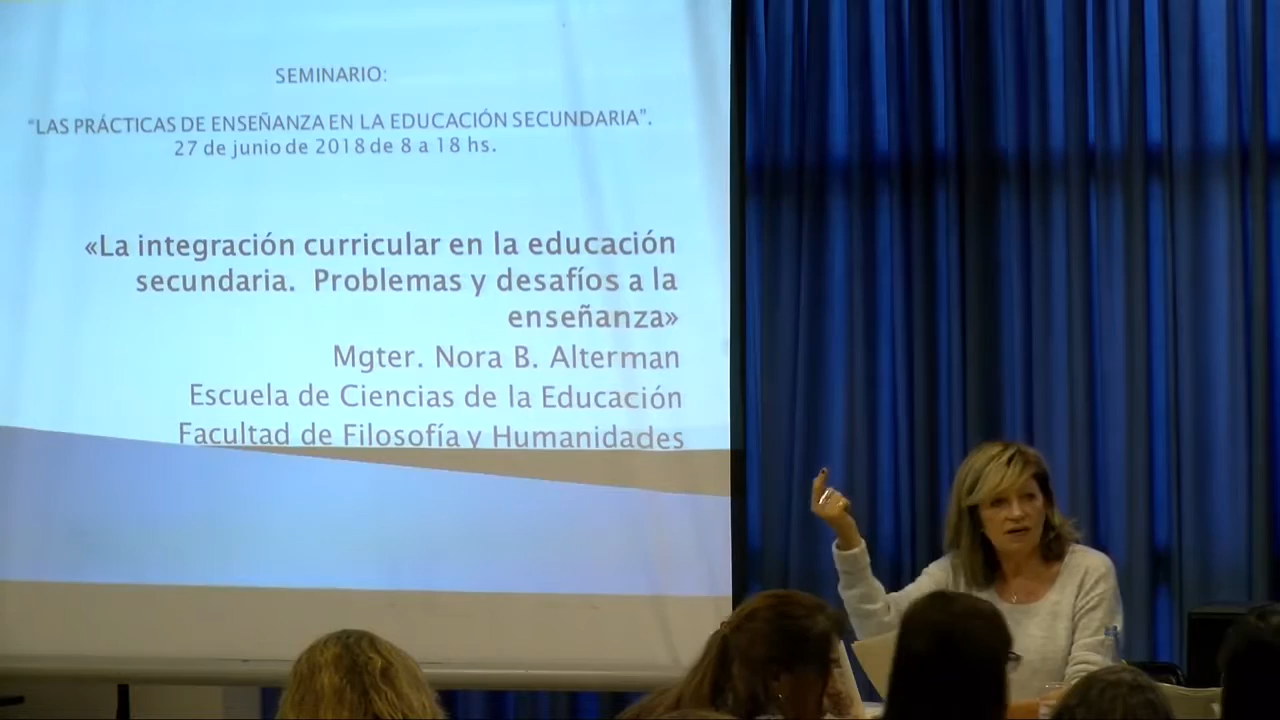 SEMINARIO:
“LAS PRÁCTICAS DE ENSEÑANZA EN LA EDUCACIÓN SECUNDARIA”.
27 de junio de 2018 de 8 a 18 hs.
«La integración curricular en la educación
secundaria. Problemas y desafíos a la
enseñanza»
Mgter. Nora B. Alterman
Escuela de Ciencias de la Educación
Facultad de Filosofía y Humanidades